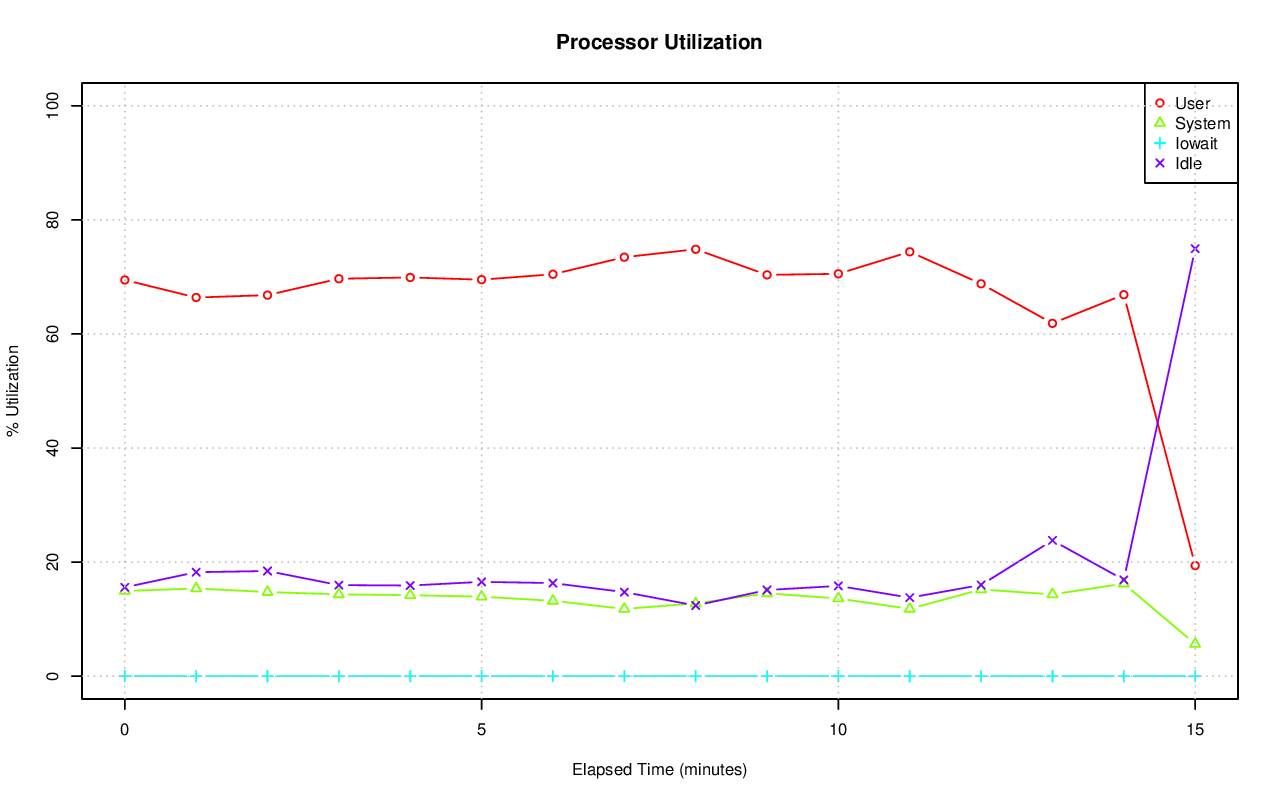 Processor Utilization
% Utilization
100
80
60
40
20
0
User
System
Iowait
Idle
0 5 10 15
Elapsed Time (minutes)